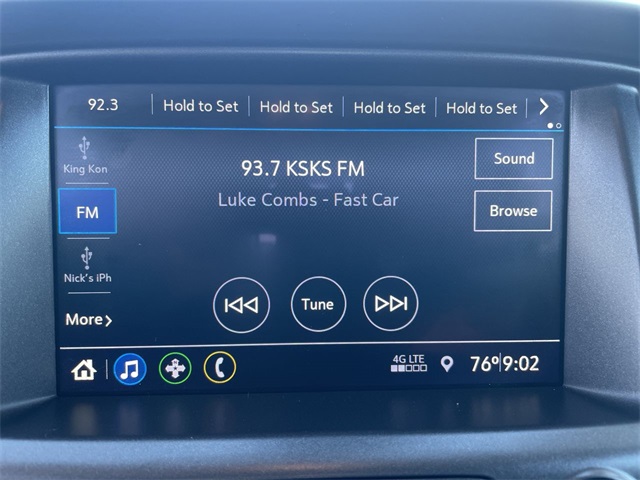 92.3 Hold to Set Hold to Set Hold to Set Hold to Set
King Kon
93.7 KSKS FM
Sound
Luke Combs - Fast Car
FM
Browse
Nick's iPh
Tune
More
4G LTE
76° 9:02